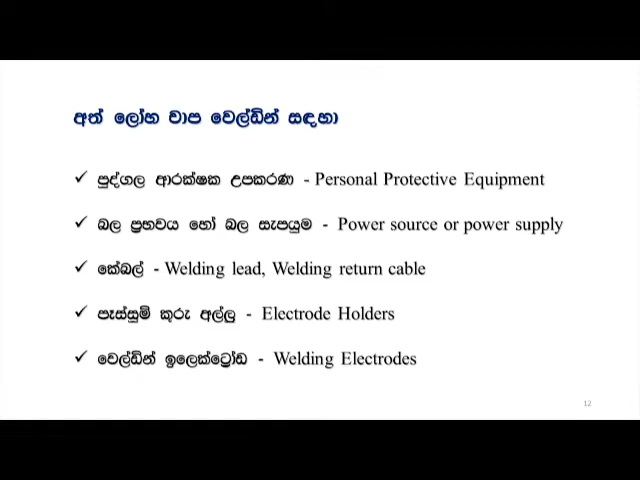 අත් ලෝහ චාප වෙල්ඩින් සඳහා
✓ පුද්ගල ආරක්ෂක උපකරණ - Personal Protective Equipment
✓ බල ප්‍රභවය හෝ බල සැපයුම - Power source or power supply
✓ කේබල් - Welding lead, Welding return cable
✓ පෑස්සුම් කුරු අල්ලු - Electrode Holders
✓ වෙල්ඩින් ඉලෙක්ට්‍රෝඩ - Welding Electrodes
12